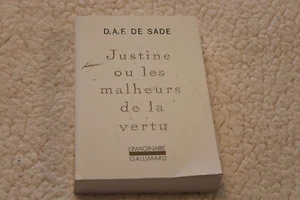 D.A.F. DE SADE
Justine
ou les
malheurs
de la
vertu
L'IMAGINAIRE
GALLIMARD